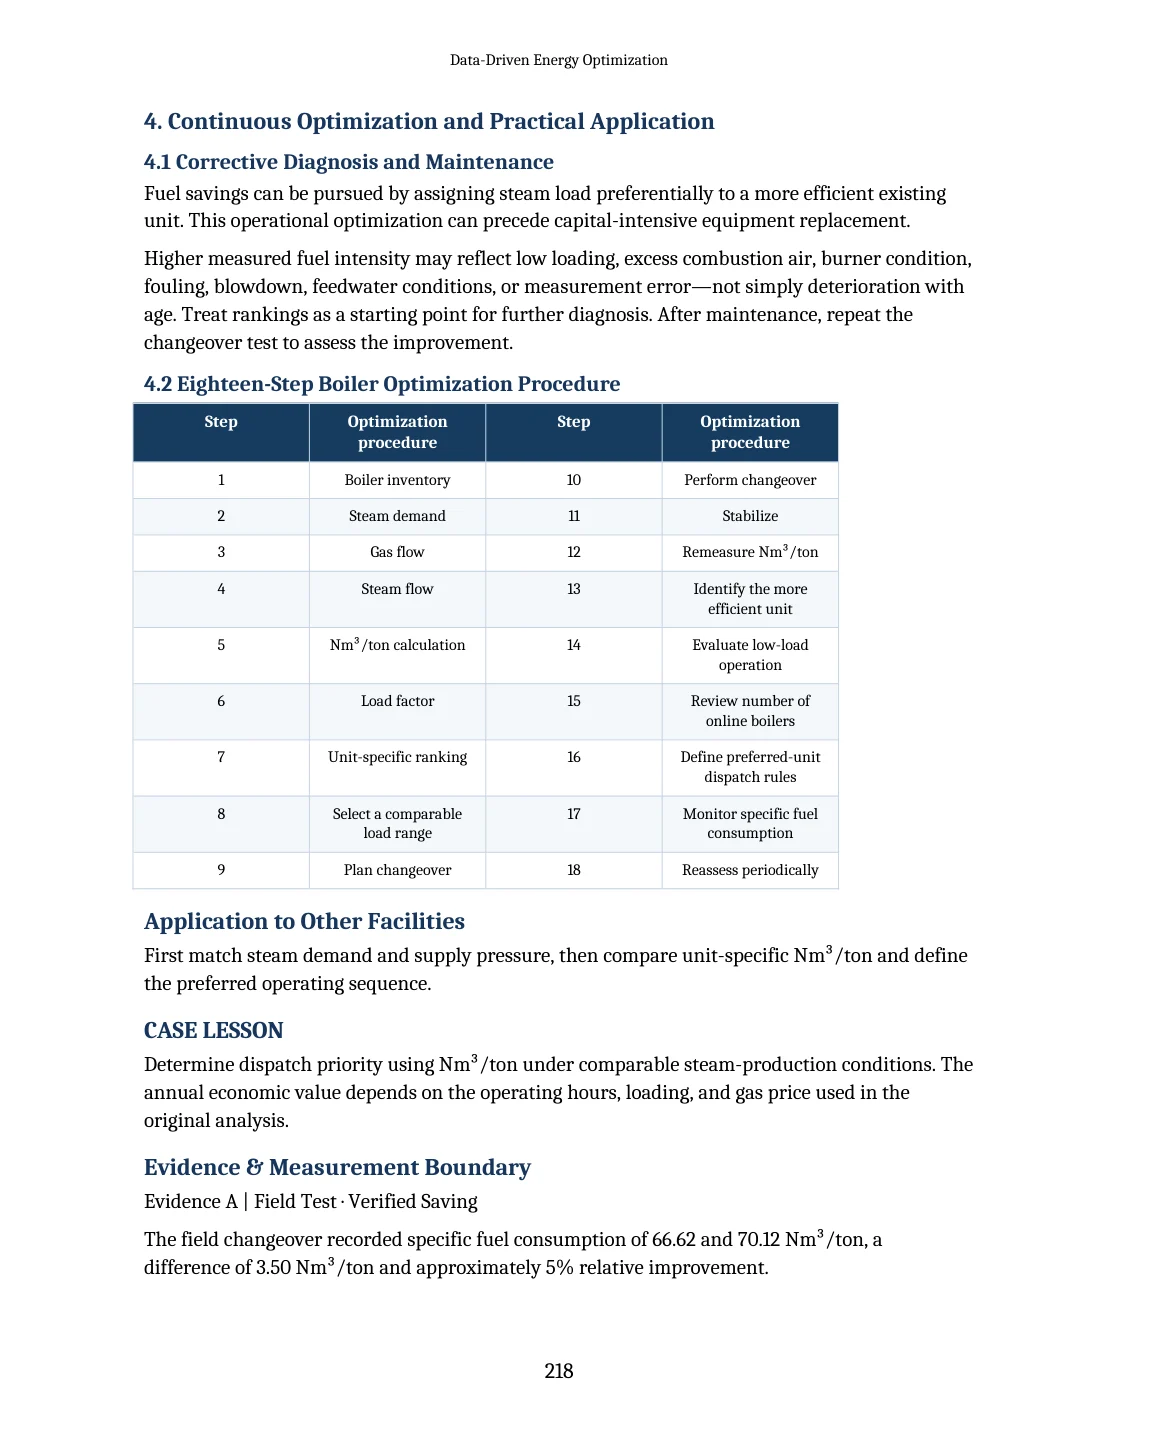 Data-Driven Energy Optimization
4. Continuous Optimization and Practical Application
4.1 Corrective Diagnosis and Maintenance
Fuel savings can be pursued by assigning steam load preferentially to a more efficient existing
unit. This operational optimization can precede capital-intensive equipment replacement.
Higher measured fuel intensity may reflect low loading, excess combustion air, burner condition,
fouling, blowdown, feedwater conditions, or measurement error—not simply deterioration with
age. Treat rankings as a starting point for further diagnosis. After maintenance, repeat the
changeover test to assess the improvement.
4.2 Eighteen-Step Boiler Optimization Procedure
Step Optimization procedure Step Optimization procedure
1 Boiler inventory 10 Perform changeover
2 Steam demand 11 Stabilize
3 Gas flow 12 Remeasure Nm³/ton
4 Steam flow 13 Identify the more efficient unit
5 Nm³/ton calculation 14 Evaluate low-load operation
6 Load factor 15 Review number of online boilers
7 Unit-specific ranking 16 Define preferred-unit dispatch rules
8 Select a comparable load range 17 Monitor specific fuel consumption
9 Plan changeover 18 Reassess periodically
Application to Other Facilities
First match steam demand and supply pressure, then compare unit-specific Nm³/ton and define
the preferred operating sequence.
CASE LESSON
Determine dispatch priority using Nm³/ton under comparable steam-production conditions. The
annual economic value depends on the operating hours, loading, and gas price used in the
original analysis.
Evidence & Measurement Boundary
Evidence A | Field Test · Verified Saving
The field changeover recorded specific fuel consumption of 66.62 and 70.12 Nm³/ton, a
difference of 3.50 Nm³/ton and approximately 5% relative improvement.
218